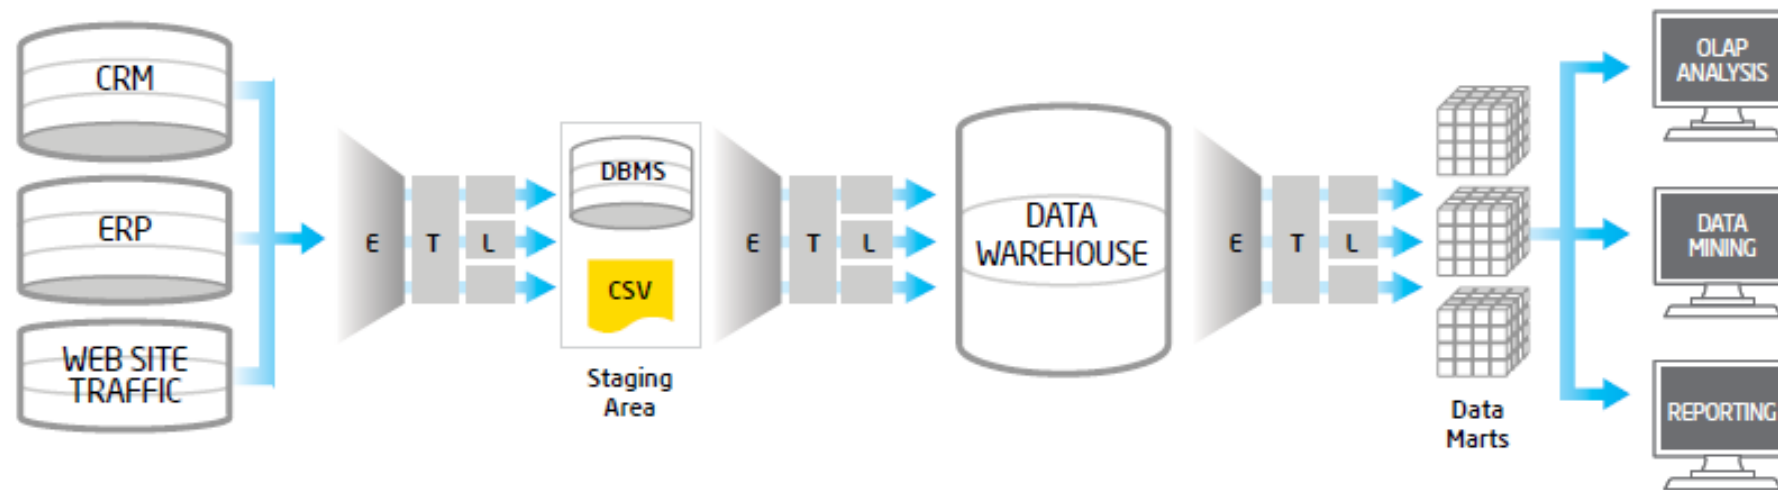 CRM
ERP
WEB SITE
TRAFFIC
E T L
DBMS
CSV
Staging
Area
E T L
DATA
WAREHOUSE
E T L
Data
Marts
OLAP
ANALYSIS
DATA
MINING
REPORTING